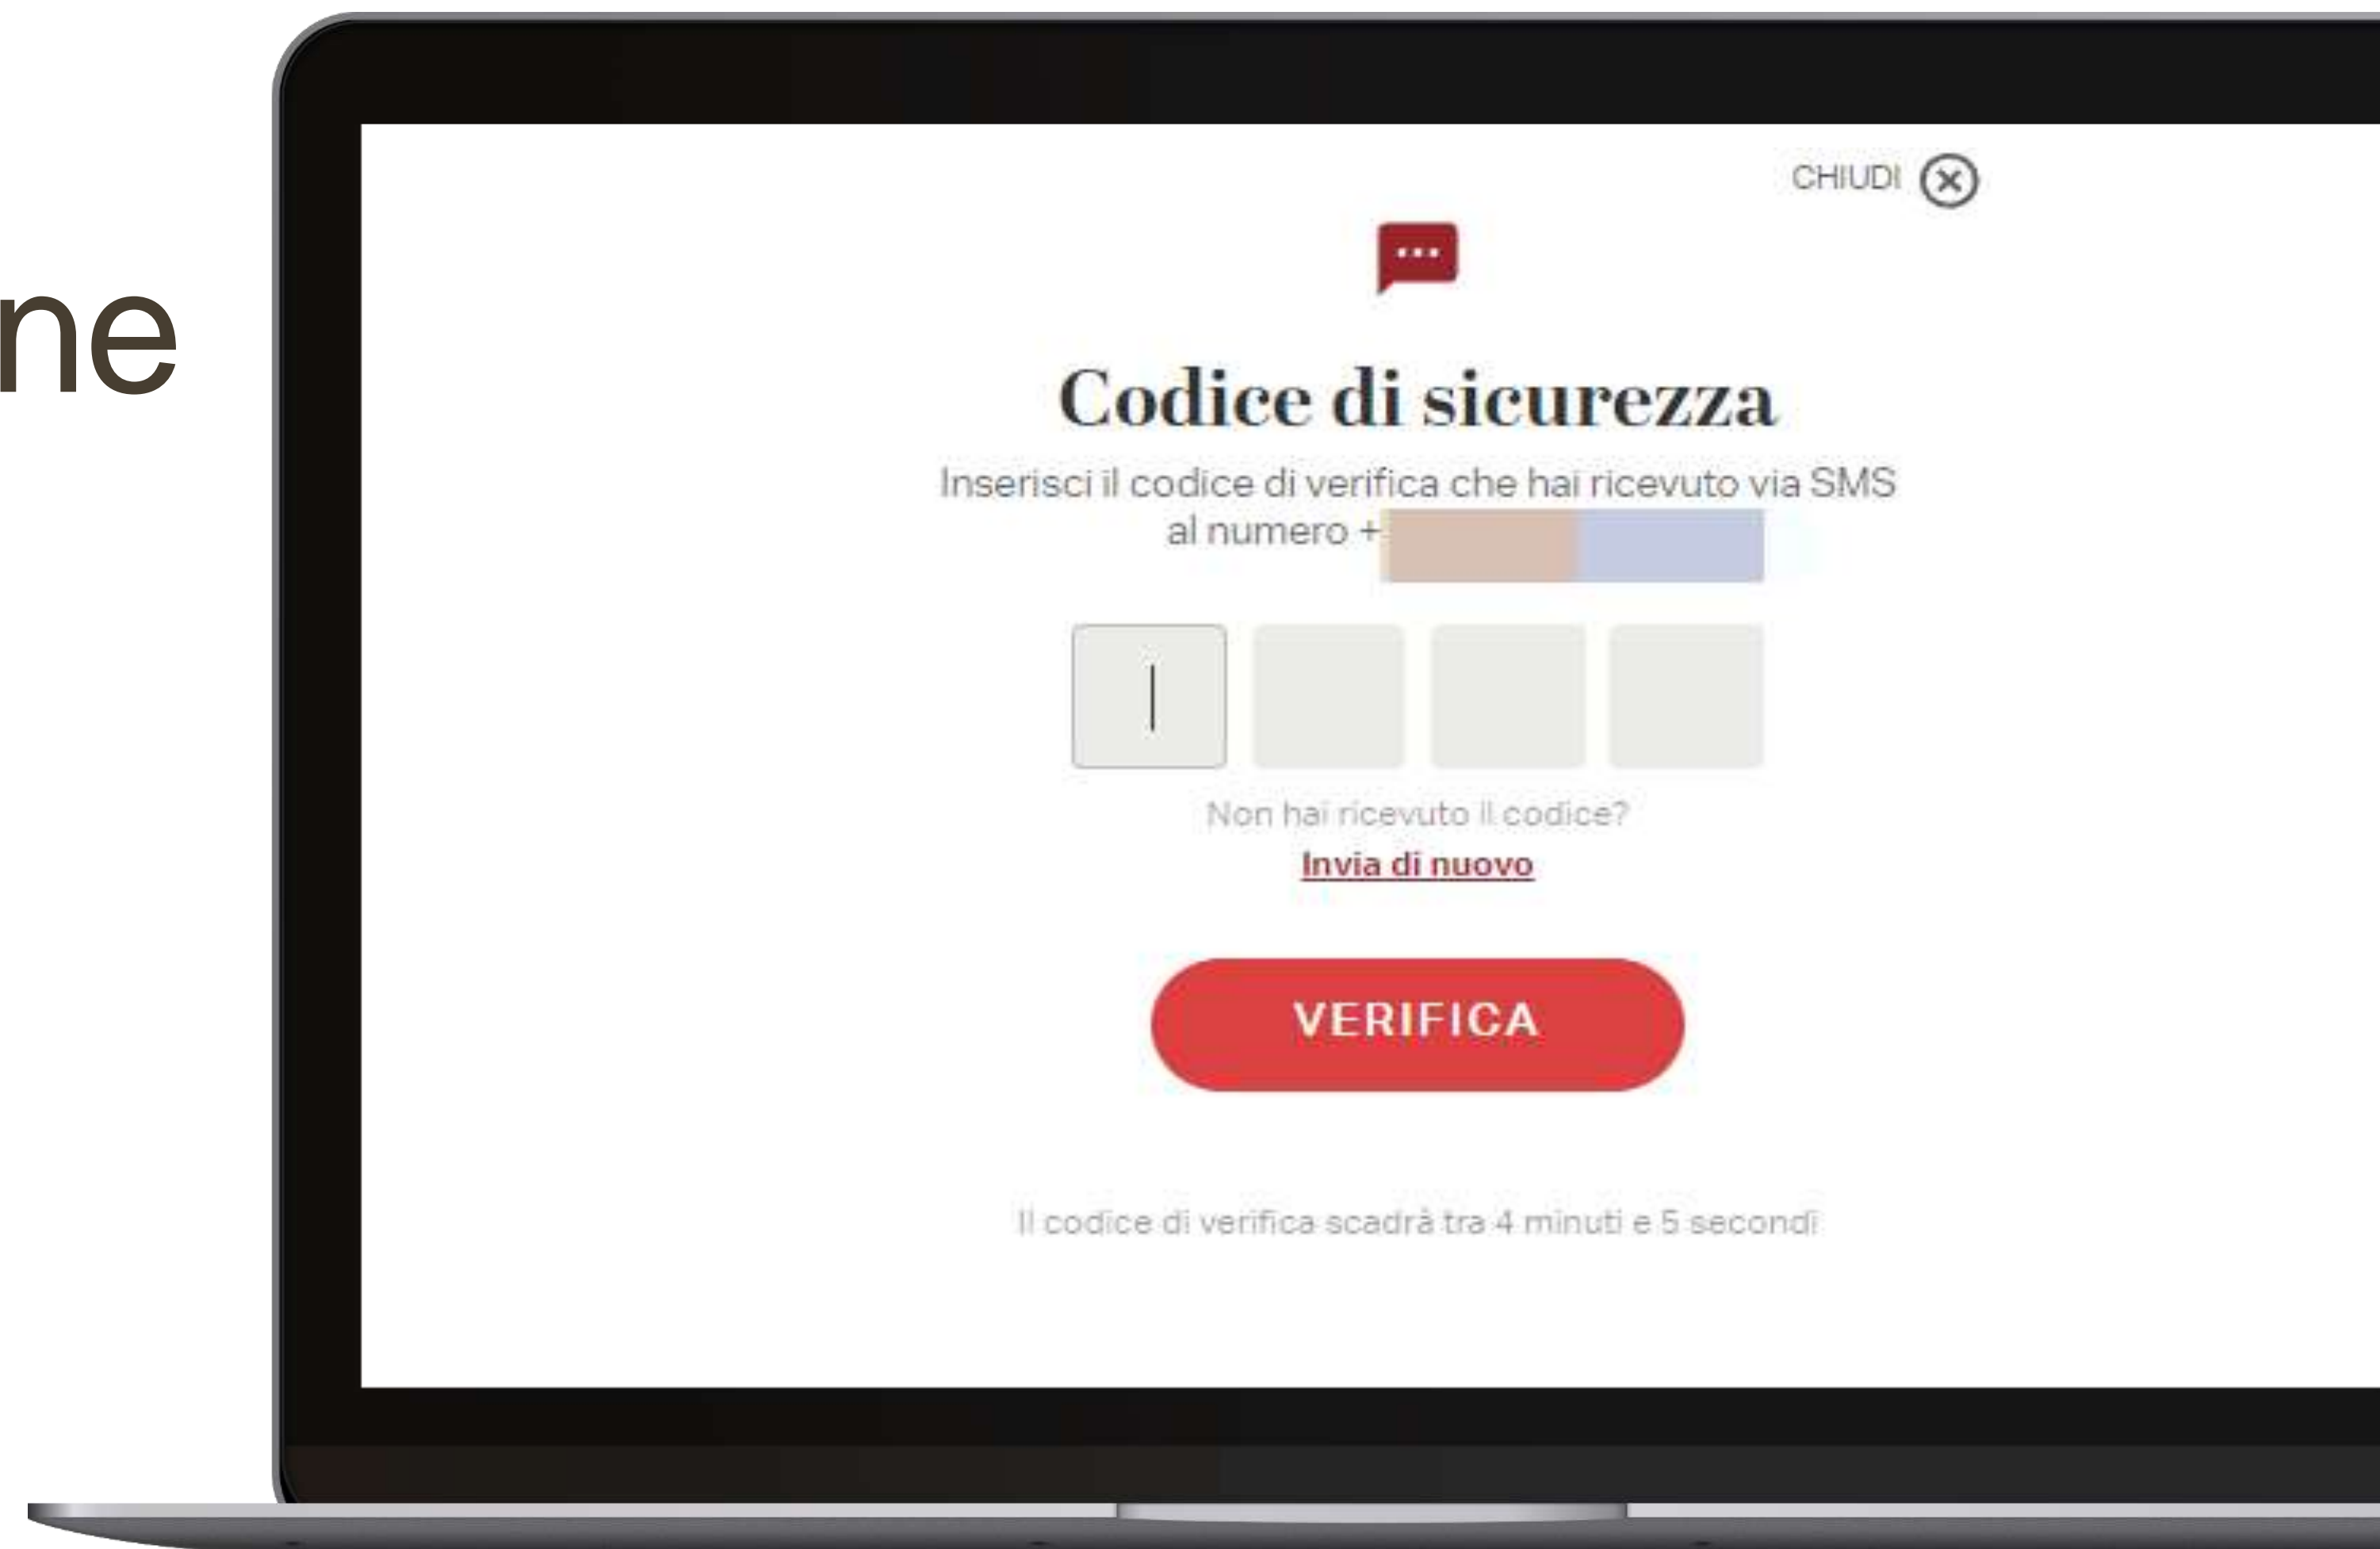 ne
CHIUDI
Codice di sicurezza
Inserisci il codice di verifica che hai ricevuto via SMS
al numero +
Non hai ricevuto il codice?
Invia di nuovo
VERIFICA
Il codice di verifica scadrà tra 4 minuti e 5 secondi